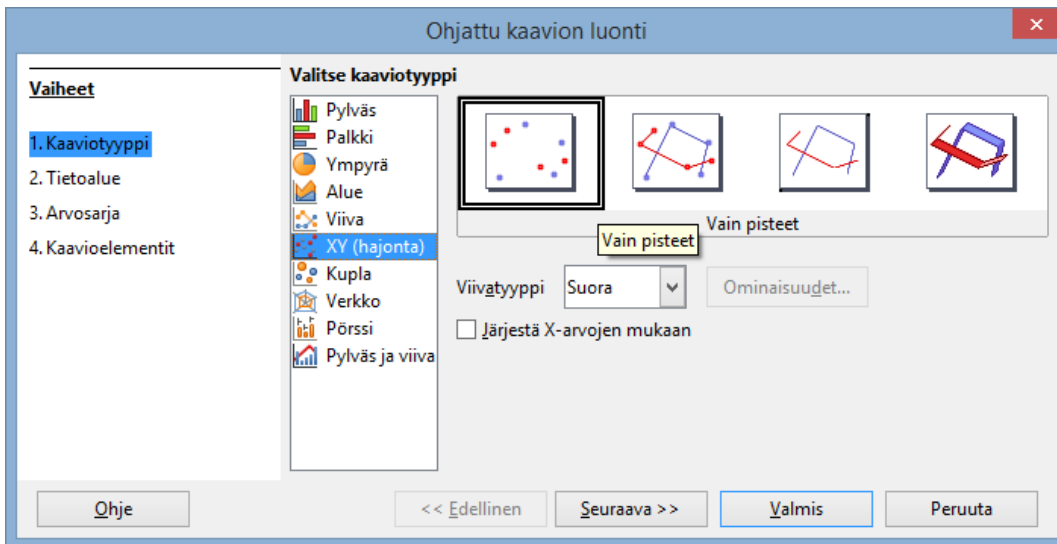 Ohjattu kaavion luonti
Vaiheet
1. Kaaviotyyppi
2. Tietoalue
3. Arvosarja
4. Kaavioelementit
Valitse kaaviotyyppi
Pylväs
Palkki
Ympyrä
Alue
Viiva
XY (hajonta)
Kupla
Verkko
Pörssi
Pylväs ja viiva
Vain pisteet
Vain pisteet
Viivatyyppi
Suora
Ominaisuudet...
Järjestä X-arvojen mukaan
Ohje
<< Edellinen
Seuraava >>
Valmis
Peruuta